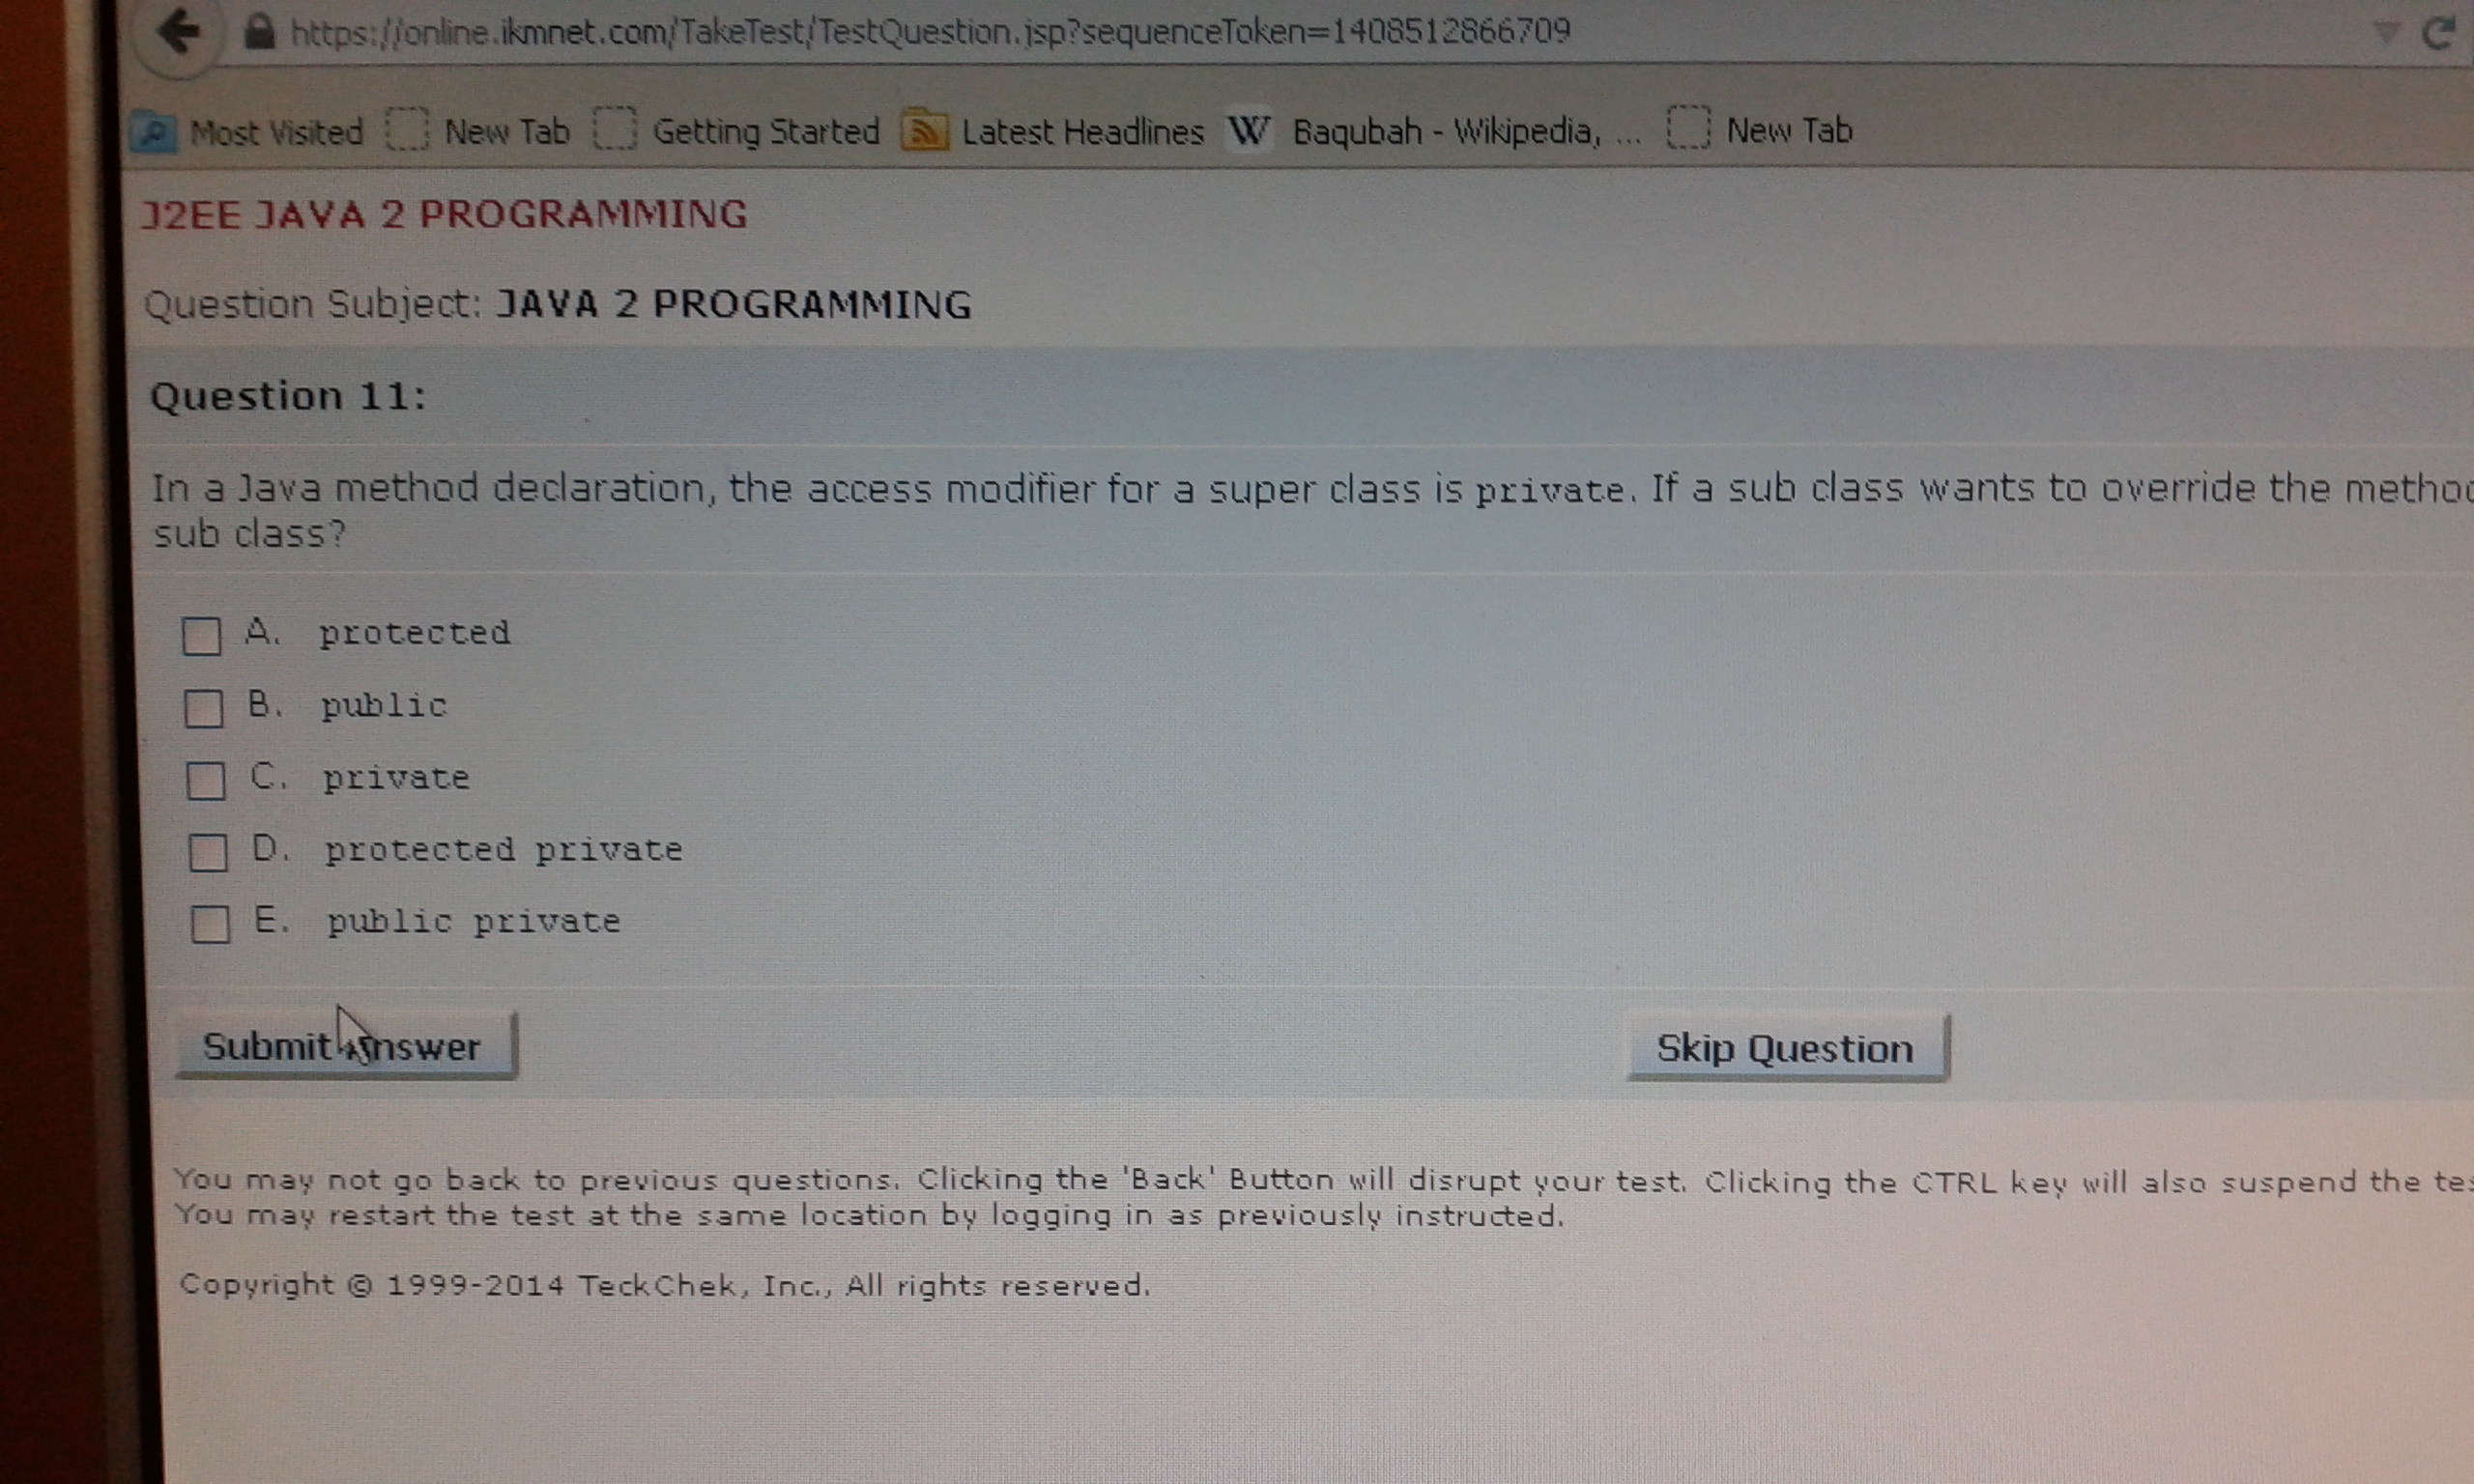 https://online.ikmnet.com/TakeTest/TestQuestion.jsp?sequenceToken=1408512866709
Most Visited New Tab Getting Started Latest Headlines W Baqubah - Wikipedia, ... New Tab
J2EE JAVA 2 PROGRAMMING
Question Subject: JAVA 2 PROGRAMMING
Question 11:
In a Java method declaration, the access modifier for a super class is private. If a sub class wants to override the
sub class?
A. protected
B. public
C. private
D. protected private
E. public private
Submit Answer Skip Question
You may not go back to previous questions. Clicking the 'Back' Button will disrupt your test. Clicking the CTRL key will also suspend the
You may restart the test at the same location by logging in as previously instructed.
Copyright © 1999-2014 TeckChek, Inc., All rights reserved.